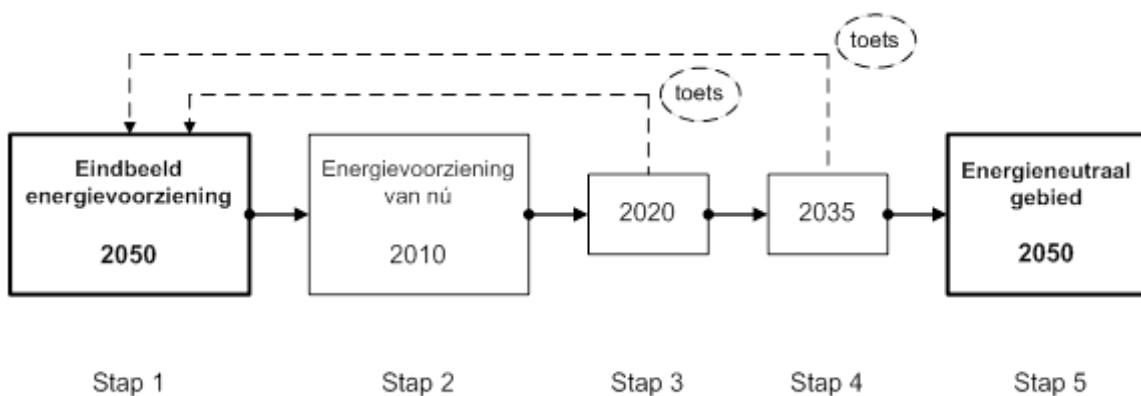 toets
toets
Eindbeeld
energievoorziening
2050
Energievoorziening
van nú
2010
2020
2035
Energieneutraal
gebied
2050
Stap 1
Stap 2
Stap 3
Stap 4
Stap 5